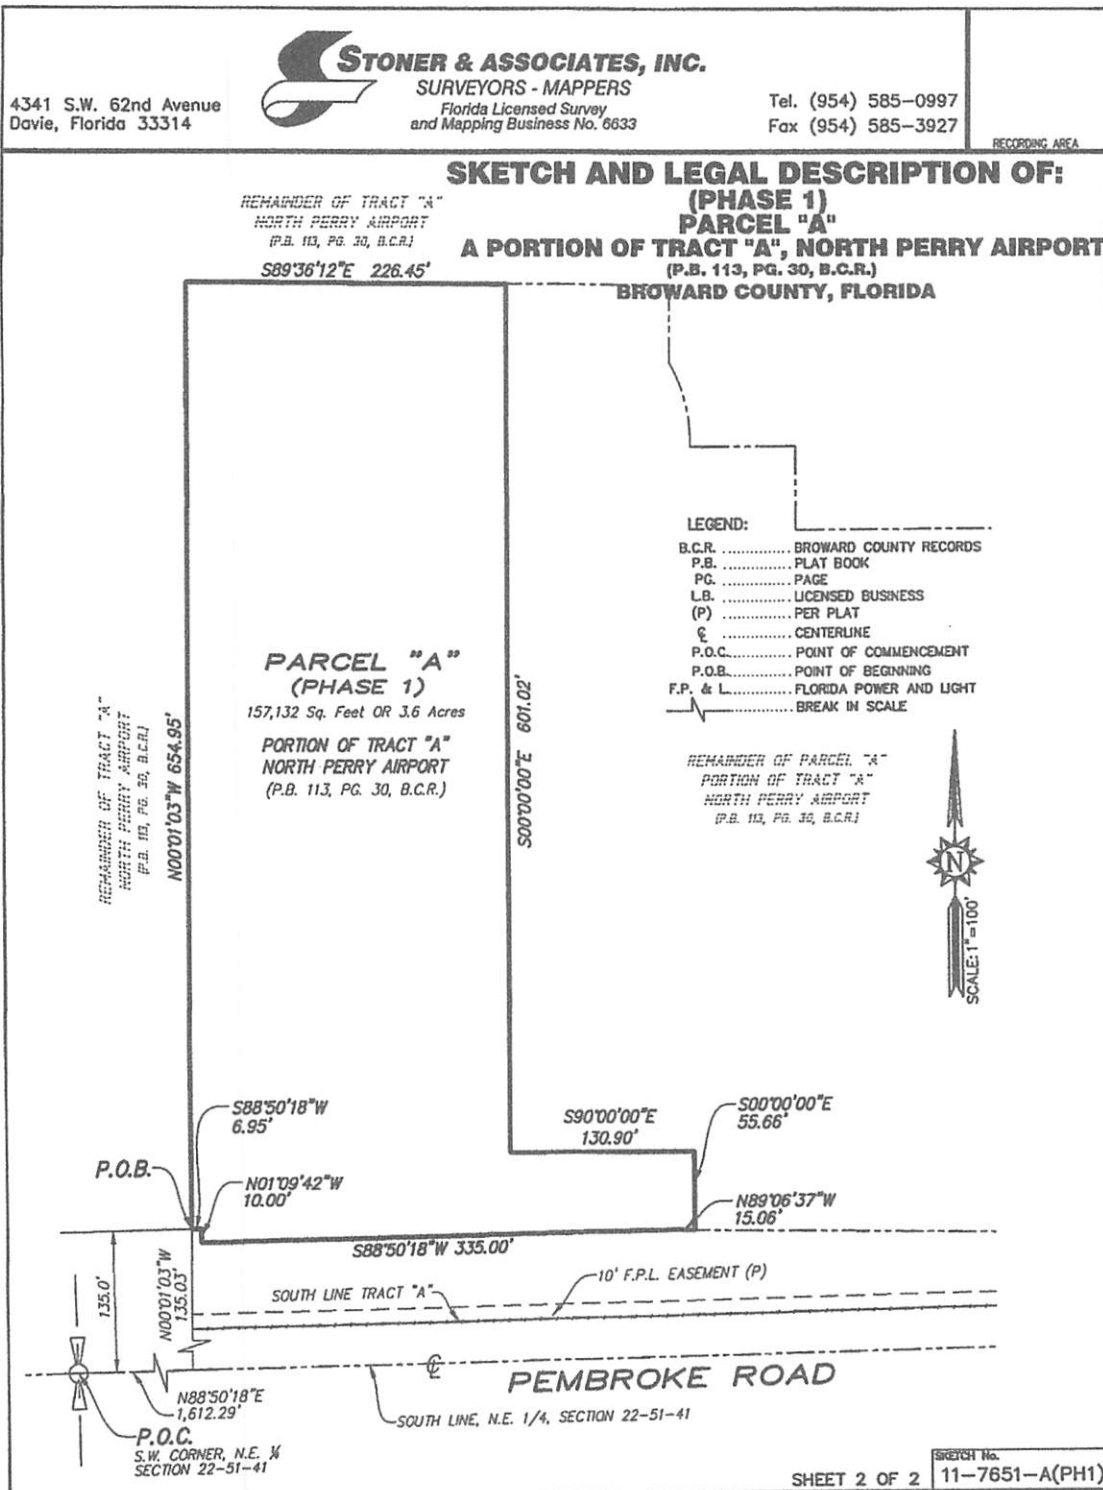 STONER & ASSOCIATES, INC.
SURVEYORS - MAPPERS
Florida Licensed Survey
and Mapping Business No. 6633
4341 S.W. 62nd Avenue
Davie, Florida 33314
Tel. (954) 585-0997
Fax (954) 585-3927
RECORDING AREA
SKETCH AND LEGAL DESCRIPTION OF:
(PHASE 1)
PARCEL "A"
A PORTION OF TRACT "A", NORTH PERRY AIRPORT
(P.B. 113, PG. 30, B.C.R.)
BROWARD COUNTY, FLORIDA
REMAINDER OF TRACT "A"
NORTH PERRY AIRPORT
(P.B. 113, PG. 30, B.C.R.)
S89°36'12"E 226.45'
LEGEND:
B.C.R. ............. BROWARD COUNTY RECORDS
P.B. ............. PLAT BOOK
PG. ............. PAGE
L.B. ............. LICENSED BUSINESS
(P) ............. PER PLAT
℄ ............. CENTERLINE
P.O.C. ............. POINT OF COMMENCEMENT
P.O.B. ............. POINT OF BEGINNING
F.P. & L. ............. FLORIDA POWER AND LIGHT
............. BREAK IN SCALE
PARCEL "A"
(PHASE 1)
157,132 Sq. Feet OR 3.6 Acres
PORTION OF TRACT "A"
NORTH PERRY AIRPORT
(P.B. 113, PG. 30, B.C.R.)
REMAINDER OF TRACT "A"
NORTH PERRY AIRPORT
(P.B. 113, PG. 30, B.C.R.)
N00°01'03"W 654.95'
S00°00'00"E 601.02'
REMAINDER OF PARCEL "A"
PORTION OF TRACT "A"
NORTH PERRY AIRPORT
(P.B. 113, PG. 30, B.C.R.)
N
SCALE: 1"=100'
S88°50'18"W
6.95'
P.O.B.
N01°09'42"W
10.00'
S90°00'00"E
130.90'
S00°00'00"E
55.66'
N89°06'37"W
15.06'
S88°50'18"W 335.00'
135.0'
N00°01'03"W
135.03'
SOUTH LINE TRACT "A"
10' F.P.L. EASEMENT (P)
℄
PEMBROKE ROAD
N88°50'18"E
1,612.29'
SOUTH LINE, N.E. 1/4, SECTION 22-51-41
P.O.C.
S.W. CORNER, N.E. ¼
SECTION 22-51-41
SHEET 2 OF 2
SKETCH No.
11-7651-A(PH1)